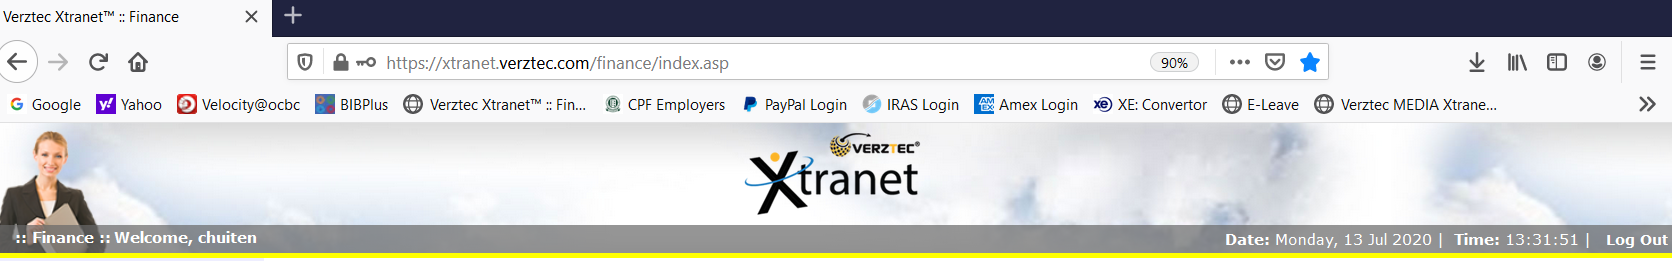 Verztec Xtranet™ :: Finance
https://xtranet.verztec.com/finance/index.asp
90%
Google Yahoo Velocity@ocbc BIBPlus Verztec Xtranet™ :: Fin... CPF Employers PayPal Login IRAS Login Amex Login XE: Convertor E-Leave Verztec MEDIA Xtrane...
VERZTEC®
Xtranet
:: Finance :: Welcome, chuiten
Date: Monday, 13 Jul 2020 | Time: 13:31:51 | Log Out